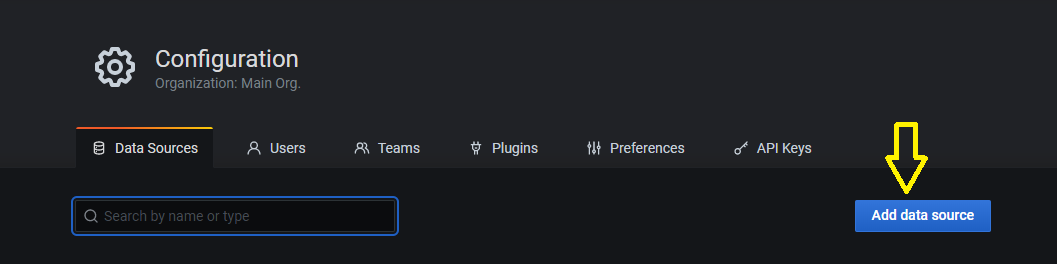 Configuration
Organization: Main Org.
Data Sources Users Teams Plugins Preferences API Keys
Search by name or type Add data source